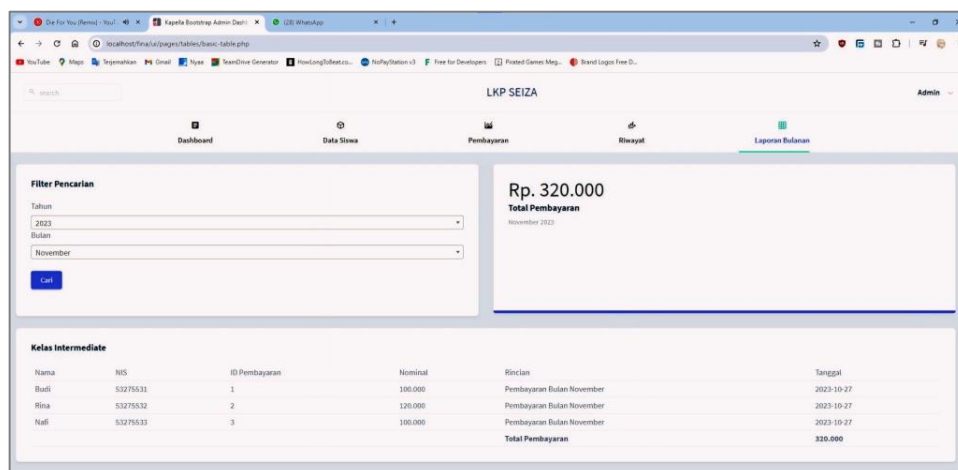 Die For You (Remix) - YouT
Kapella Bootstrap Admin Dashb
(28) WhatsApp
localhost/fina/ur/pages/tables/basic-table.php
YouTube Maps Terjemahkan Gmail Nyaa TeamDrive Generator HowLongToBeat.co... NoPayStation v3 Free for Developers Pirated Games Meg... Brand Logos Free D...
search
LKP SEIZA
Admin
Dashboard Data Siswa Pembayaran Riwayat Laporan Bulanan
Filter Pencarian
Tahun
2023
Bulan
November
Cari
Rp. 320.000
Total Pembayaran
November 2023
Kelas Intermediate
Nama NIS ID Pembayaran Nominal Rincian Tanggal
Budi 53275531 1 100.000 Pembayaran Bulan November 2023-10-27
Rina 53275532 2 120.000 Pembayaran Bulan November 2023-10-27
Nafi 53275533 3 100.000 Pembayaran Bulan November 2023-10-27
Total Pembayaran 320.000